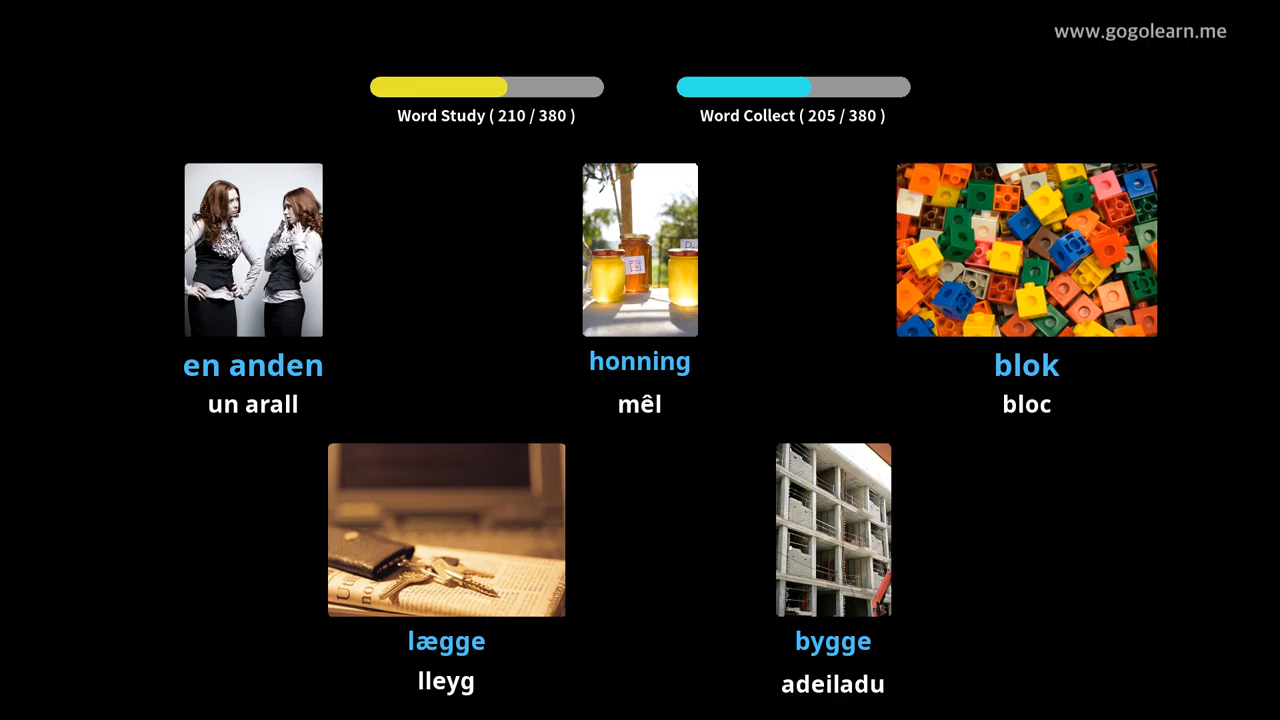 www.gogolearn.me
Word Study ( 210 / 380 )
Word Collect ( 205 / 380 )
en anden
un arall
honning
mêl
blok
bloc
lægge
lleyg
bygge
adeiladu